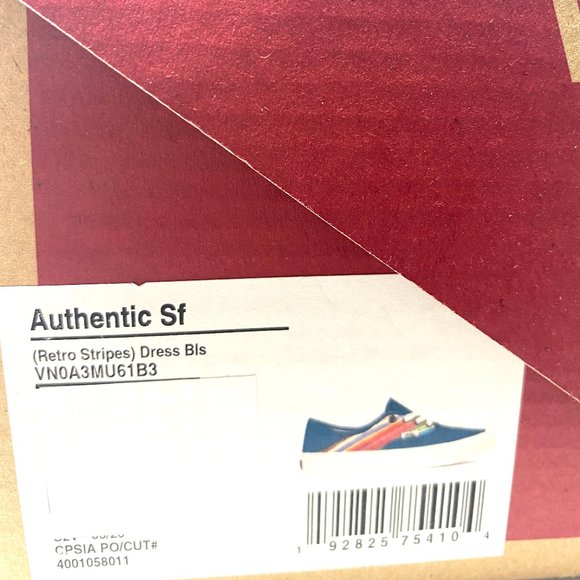 Authentic Sf
(Retro Stripes) Dress Bls
VN0A3MU61B3
CPSIA PO/CUT#
4001058011
1 92825 75410 4